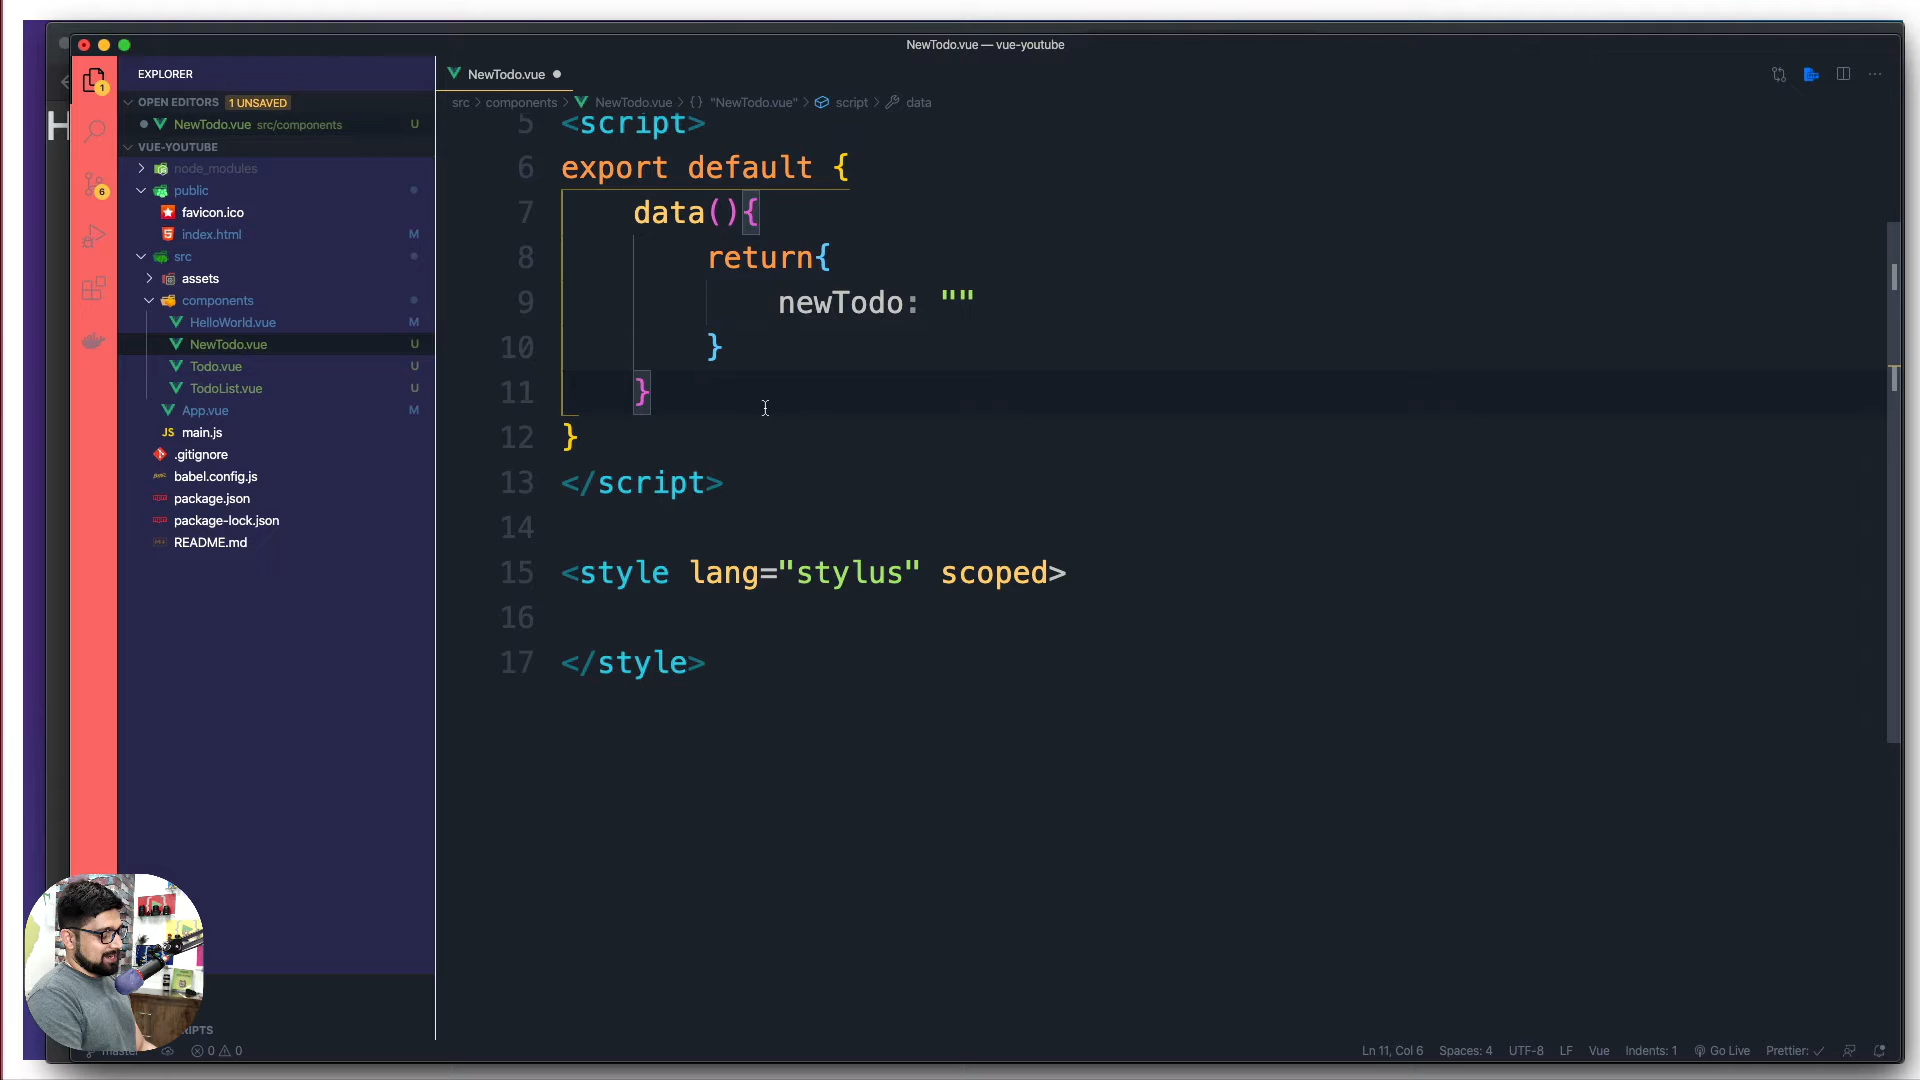 NewTodo.vue — vue-youtube
EXPLORER
OPEN EDITORS 1 UNSAVED
NewTodo.vue src/components U
VUE-YOUTUBE
node_modules
public
favicon.ico
index.html M
src
assets
components
HelloWorld.vue M
NewTodo.vue U
Todo.vue U
TodoList.vue U
App.vue M
JS main.js
.gitignore
babel.config.js
package.json
package-lock.json
README.md
1
6
H
NewTodo.vue
src > components > NewTodo.vue > {} "NewTodo.vue" > script > data
5 <script>
6 export default {
7 data(){
8 return{
9 newTodo: ""
10 }
11 }
12 }
13 </script>
14
15 <style lang="stylus" scoped>
16
17 </style>
RIPTS
master 0 0
Ln 11, Col 6 Spaces: 4 UTF-8 LF Vue Indents: 1 Go Live Prettier: ✓